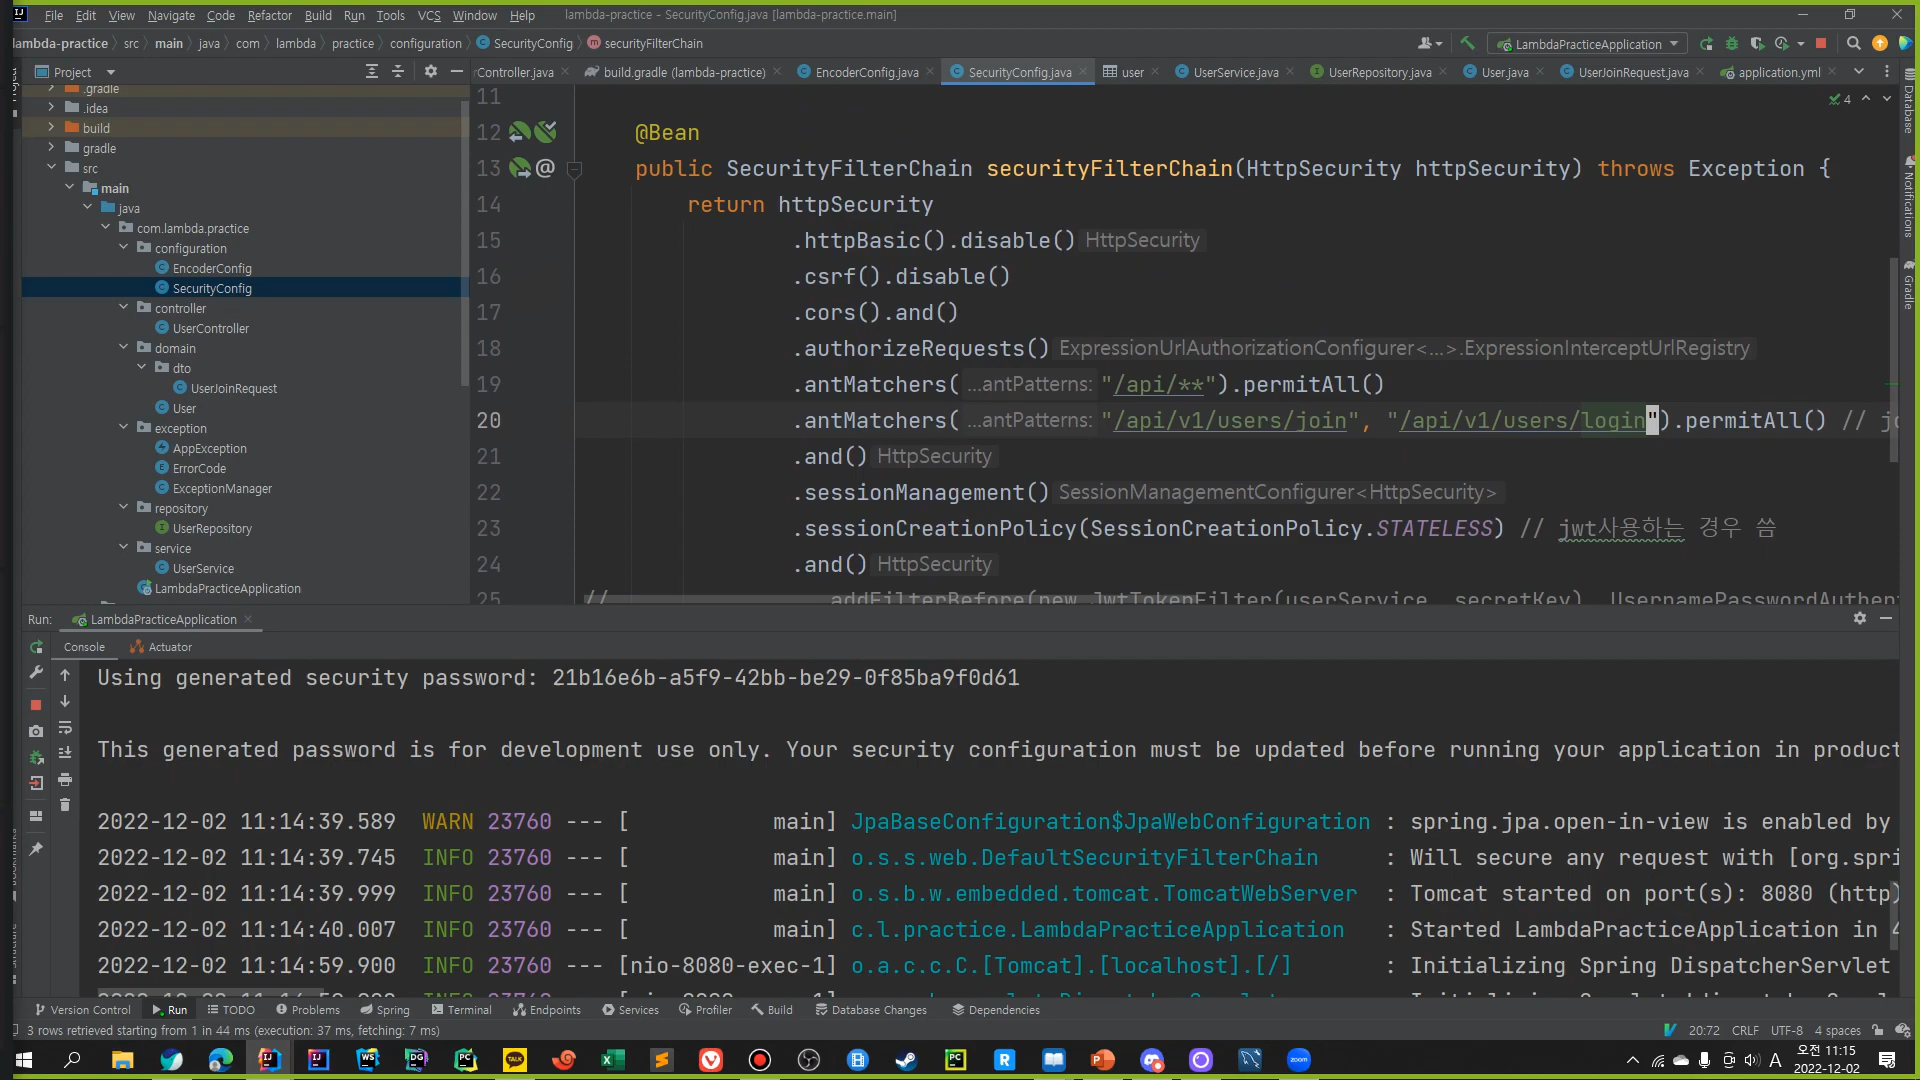 File Edit View Navigate Code Refactor Build Run Tools VCS Window Help lambda-practice - SecurityConfig.java [lambda-practice.main]
lambda-practice src main java com lambda practice configuration SecurityConfig securityFilterChain LambdaPracticeApplication
Project
Controller.java build.gradle (lambda-practice) EncoderConfig.java SecurityConfig.java user UserService.java UserRepository.java User.java UserJoinRequest.java application.yml
.gradle
.idea
build
gradle
src
main
java
com.lambda.practice
configuration
EncoderConfig
SecurityConfig
controller
UserController
domain
dto
UserJoinRequest
User
exception
AppException
ErrorCode
ExceptionManager
repository
UserRepository
service
UserService
LambdaPracticeApplication
4
11
12 @Bean
13 @ public SecurityFilterChain securityFilterChain(HttpSecurity httpSecurity) throws Exception {
14 return httpSecurity
15 .httpBasic().disable() HttpSecurity
16 .csrf().disable()
17 .cors().and()
18 .authorizeRequests() ExpressionUrlAuthorizationConfigurer<...>.ExpressionInterceptUrlRegistry
19 .antMatchers( ...antPatterns: "/api/**").permitAll()
20 .antMatchers( ...antPatterns: "/api/v1/users/join", "/api/v1/users/login").permitAll() // jo
21 .and() HttpSecurity
22 .sessionManagement() SessionManagementConfigurer<HttpSecurity>
23 .sessionCreationPolicy(SessionCreationPolicy.STATELESS) // jwt사용하는 경우 씀
24 .and() HttpSecurity
25 // .addFilterBefore(new JwtTokenFilter(userService, secretKey), UsernamePasswordAuthent
Database
Notifications
Gradle
Run: LambdaPracticeApplication
Console Actuator
Using generated security password: 21b16e6b-a5f9-42bb-be29-0f85ba9f0d61
This generated password is for development use only. Your security configuration must be updated before running your application in product
2022-12-02 11:14:39.589 WARN 23760 --- [ main] JpaBaseConfiguration$JpaWebConfiguration : spring.jpa.open-in-view is enabled by
2022-12-02 11:14:39.745 INFO 23760 --- [ main] o.s.s.web.DefaultSecurityFilterChain : Will secure any request with [org.spri
2022-12-02 11:14:39.999 INFO 23760 --- [ main] o.s.b.w.embedded.tomcat.TomcatWebServer : Tomcat started on port(s): 8080 (http)
2022-12-02 11:14:40.007 INFO 23760 --- [ main] c.l.practice.LambdaPracticeApplication : Started LambdaPracticeApplication in 4
2022-12-02 11:14:59.900 INFO 23760 --- [nio-8080-exec-1] o.a.c.c.C.[Tomcat].[localhost].[/] : Initializing Spring DispatcherServlet
Version Control Run TODO Problems Spring Terminal Endpoints Services Profiler Build Database Changes Dependencies
3 rows retrieved starting from 1 in 44 ms (execution: 37 ms, fetching: 7 ms) 20:72 CRLF UTF-8 4 spaces
A 오전 11:15
2022-12-02